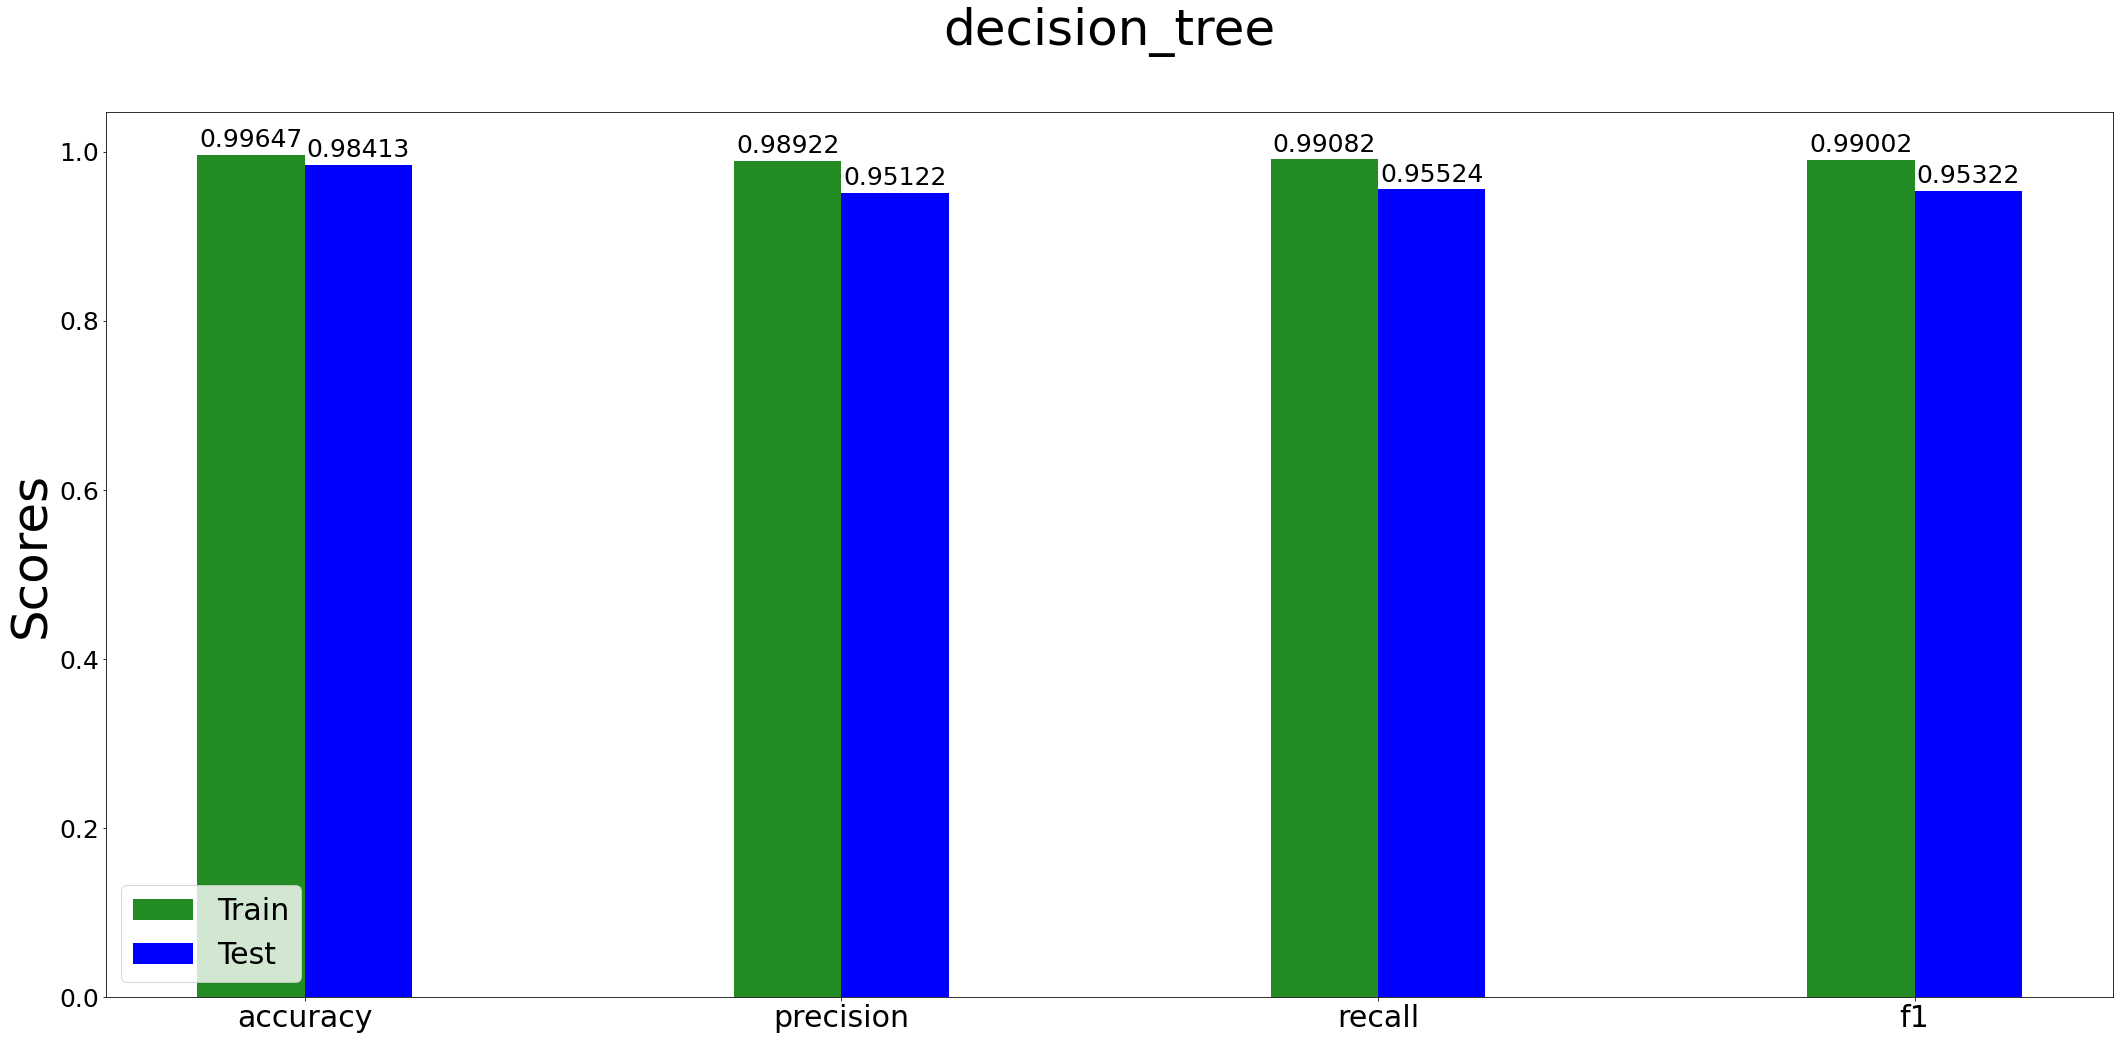 decision_tree
Scores
1.0
0.8
0.6
0.4
0.2
0.0
0.99647
0.98413
0.98922
0.95122
0.99082
0.95524
0.99002
0.95322
Train
Test
accuracy
precision
recall
f1